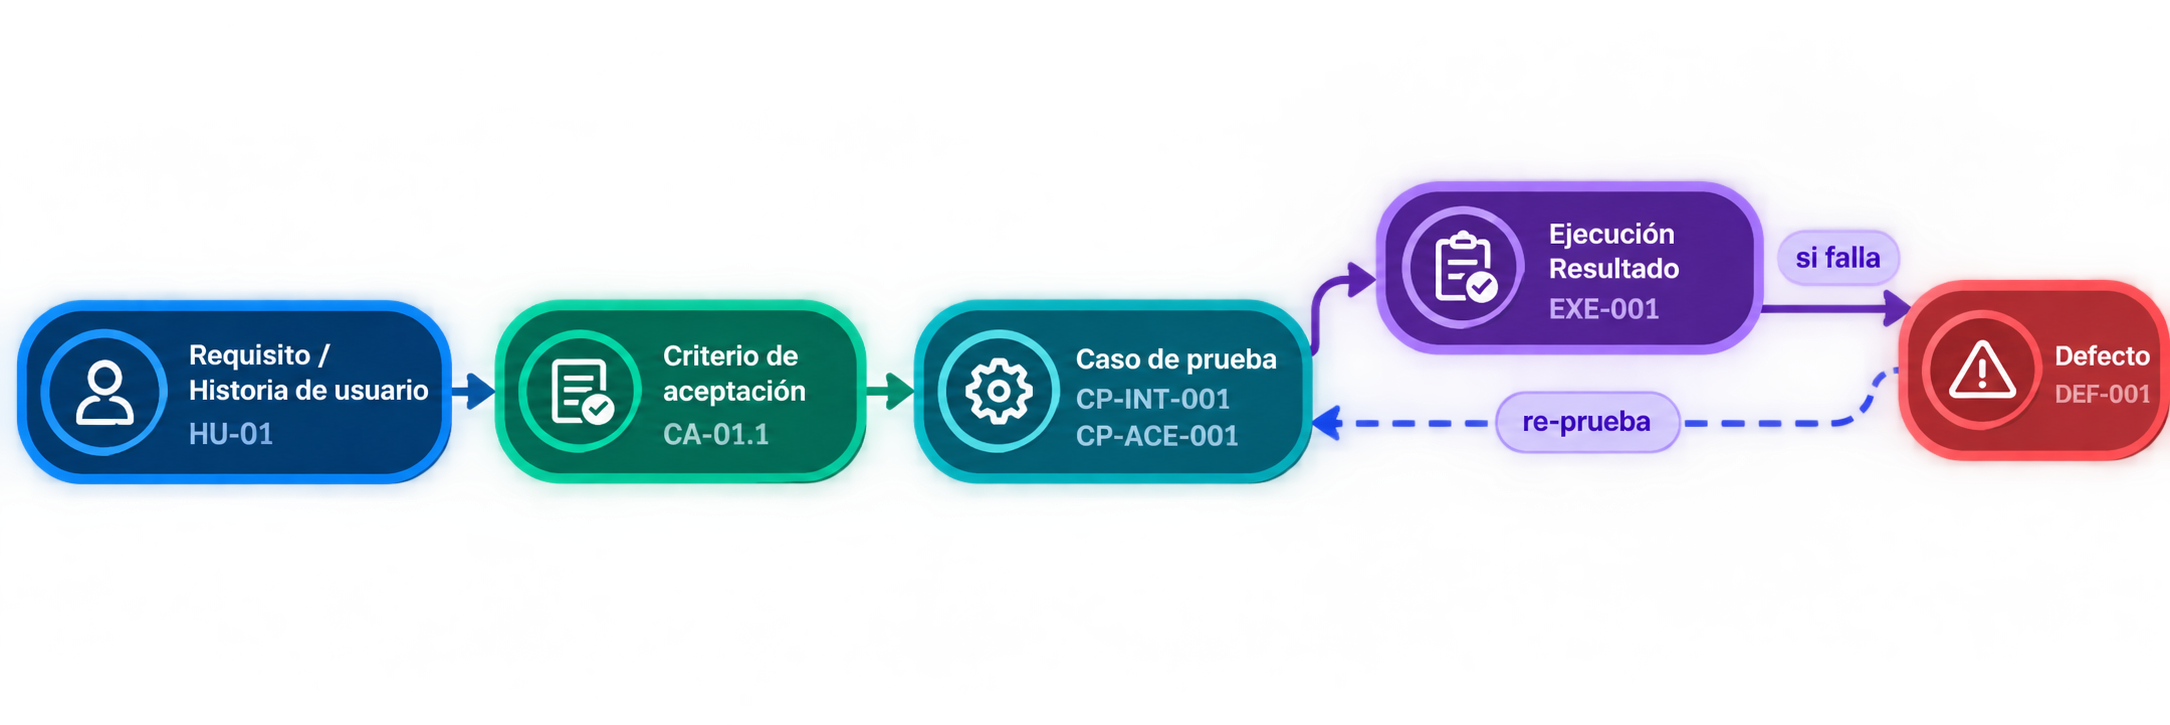 Requisito /
Historia de usuario
HU-01
Criterio de
aceptación
CA-01.1
Caso de prueba
CP-INT-001
CP-ACE-001
Ejecución
Resultado
EXE-001
si falla
re-prueba
Defecto
DEF-001